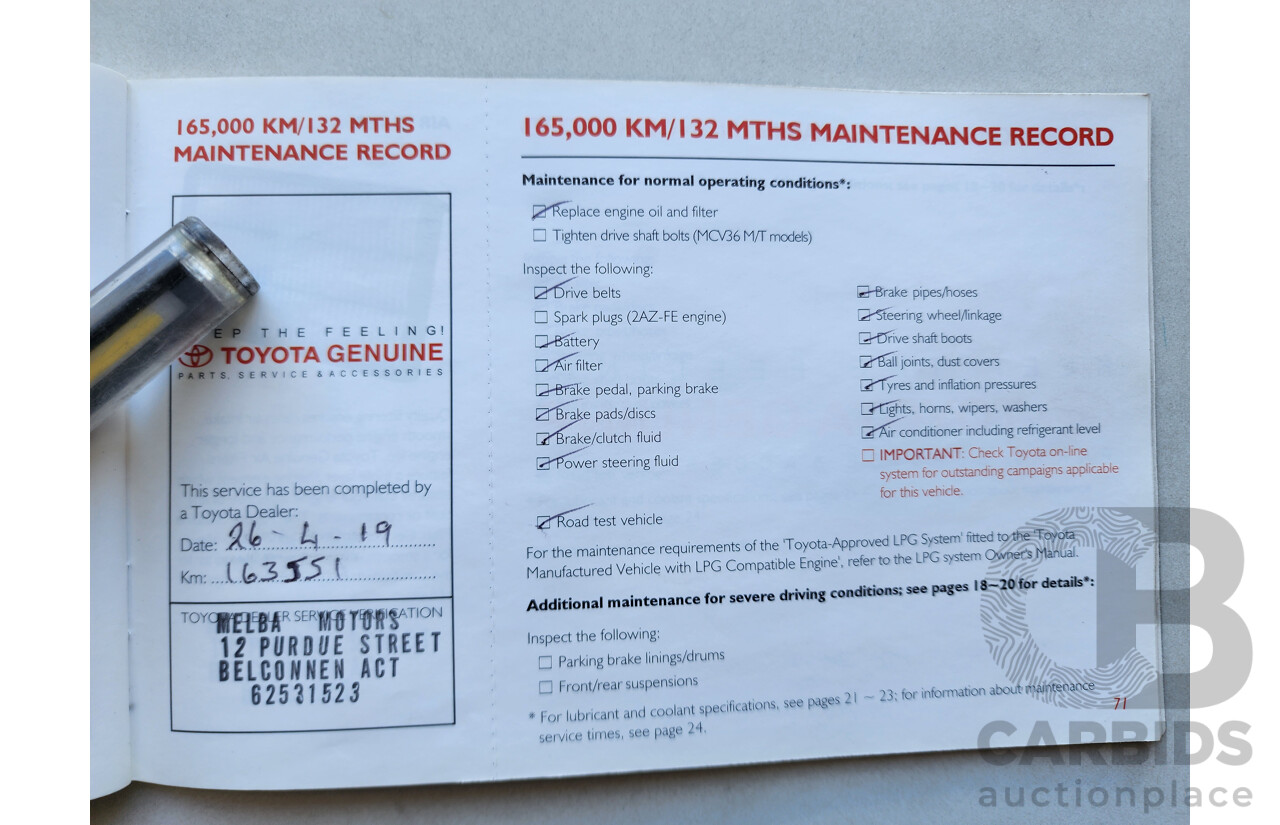 165,000 KM/132 MTHS
MAINTENANCE RECORD
EP THE FEELING!
TOYOTA GENUINE
PARTS, SERVICE & ACCESSORIES
This service has been completed by
a Toyota Dealer:
Date: 26-4-19
Km: 163551
TOYOTA DEALER SERVICE VERIFICATION
MELBA MOTORS
12 PURDUE STREET
BELCONNEN ACT
62531523
165,000 KM/132 MTHS MAINTENANCE RECORD
Maintenance for normal operating conditions*:
Replace engine oil and filter
Tighten drive shaft bolts (MCV36 M/T models)
Inspect the following:
Drive belts
Spark plugs (2AZ-FE engine)
Battery
Air filter
Brake pedal, parking brake
Brake pads/discs
Brake/clutch fluid
Power steering fluid
Brake pipes/hoses
Steering wheel/linkage
Drive shaft boots
Ball joints, dust covers
Tyres and inflation pressures
Lights, horns, wipers, washers
Air conditioner including refrigerant level
IMPORTANT: Check Toyota on-line
system for outstanding campaigns applicable
for this vehicle.
Road test vehicle
For the maintenance requirements of the 'Toyota-Approved LPG System' fitted to the 'Toyota
Manufactured Vehicle with LPG Compatible Engine', refer to the LPG system Owner's Manual.
Additional maintenance for severe driving conditions; see pages 18~20 for details*:
Inspect the following:
Parking brake linings/drums
Front/rear suspensions
* For lubricant and coolant specifications, see pages 21 ~ 23; for information about maintenance
service times, see page 24.
71
CB
CARBIDS
auctionplace